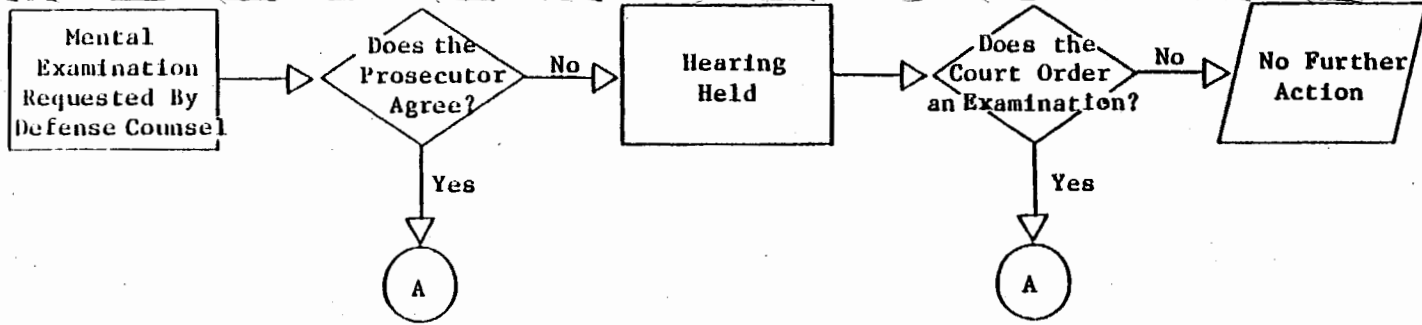 Mental
Examination
Requested By
Defense Counsel
Does the
Prosecutor
Agree?
No
Yes
A
Hearing
Held
Does the
Court Order
an Examination?
No
Yes
A
No Further
Action